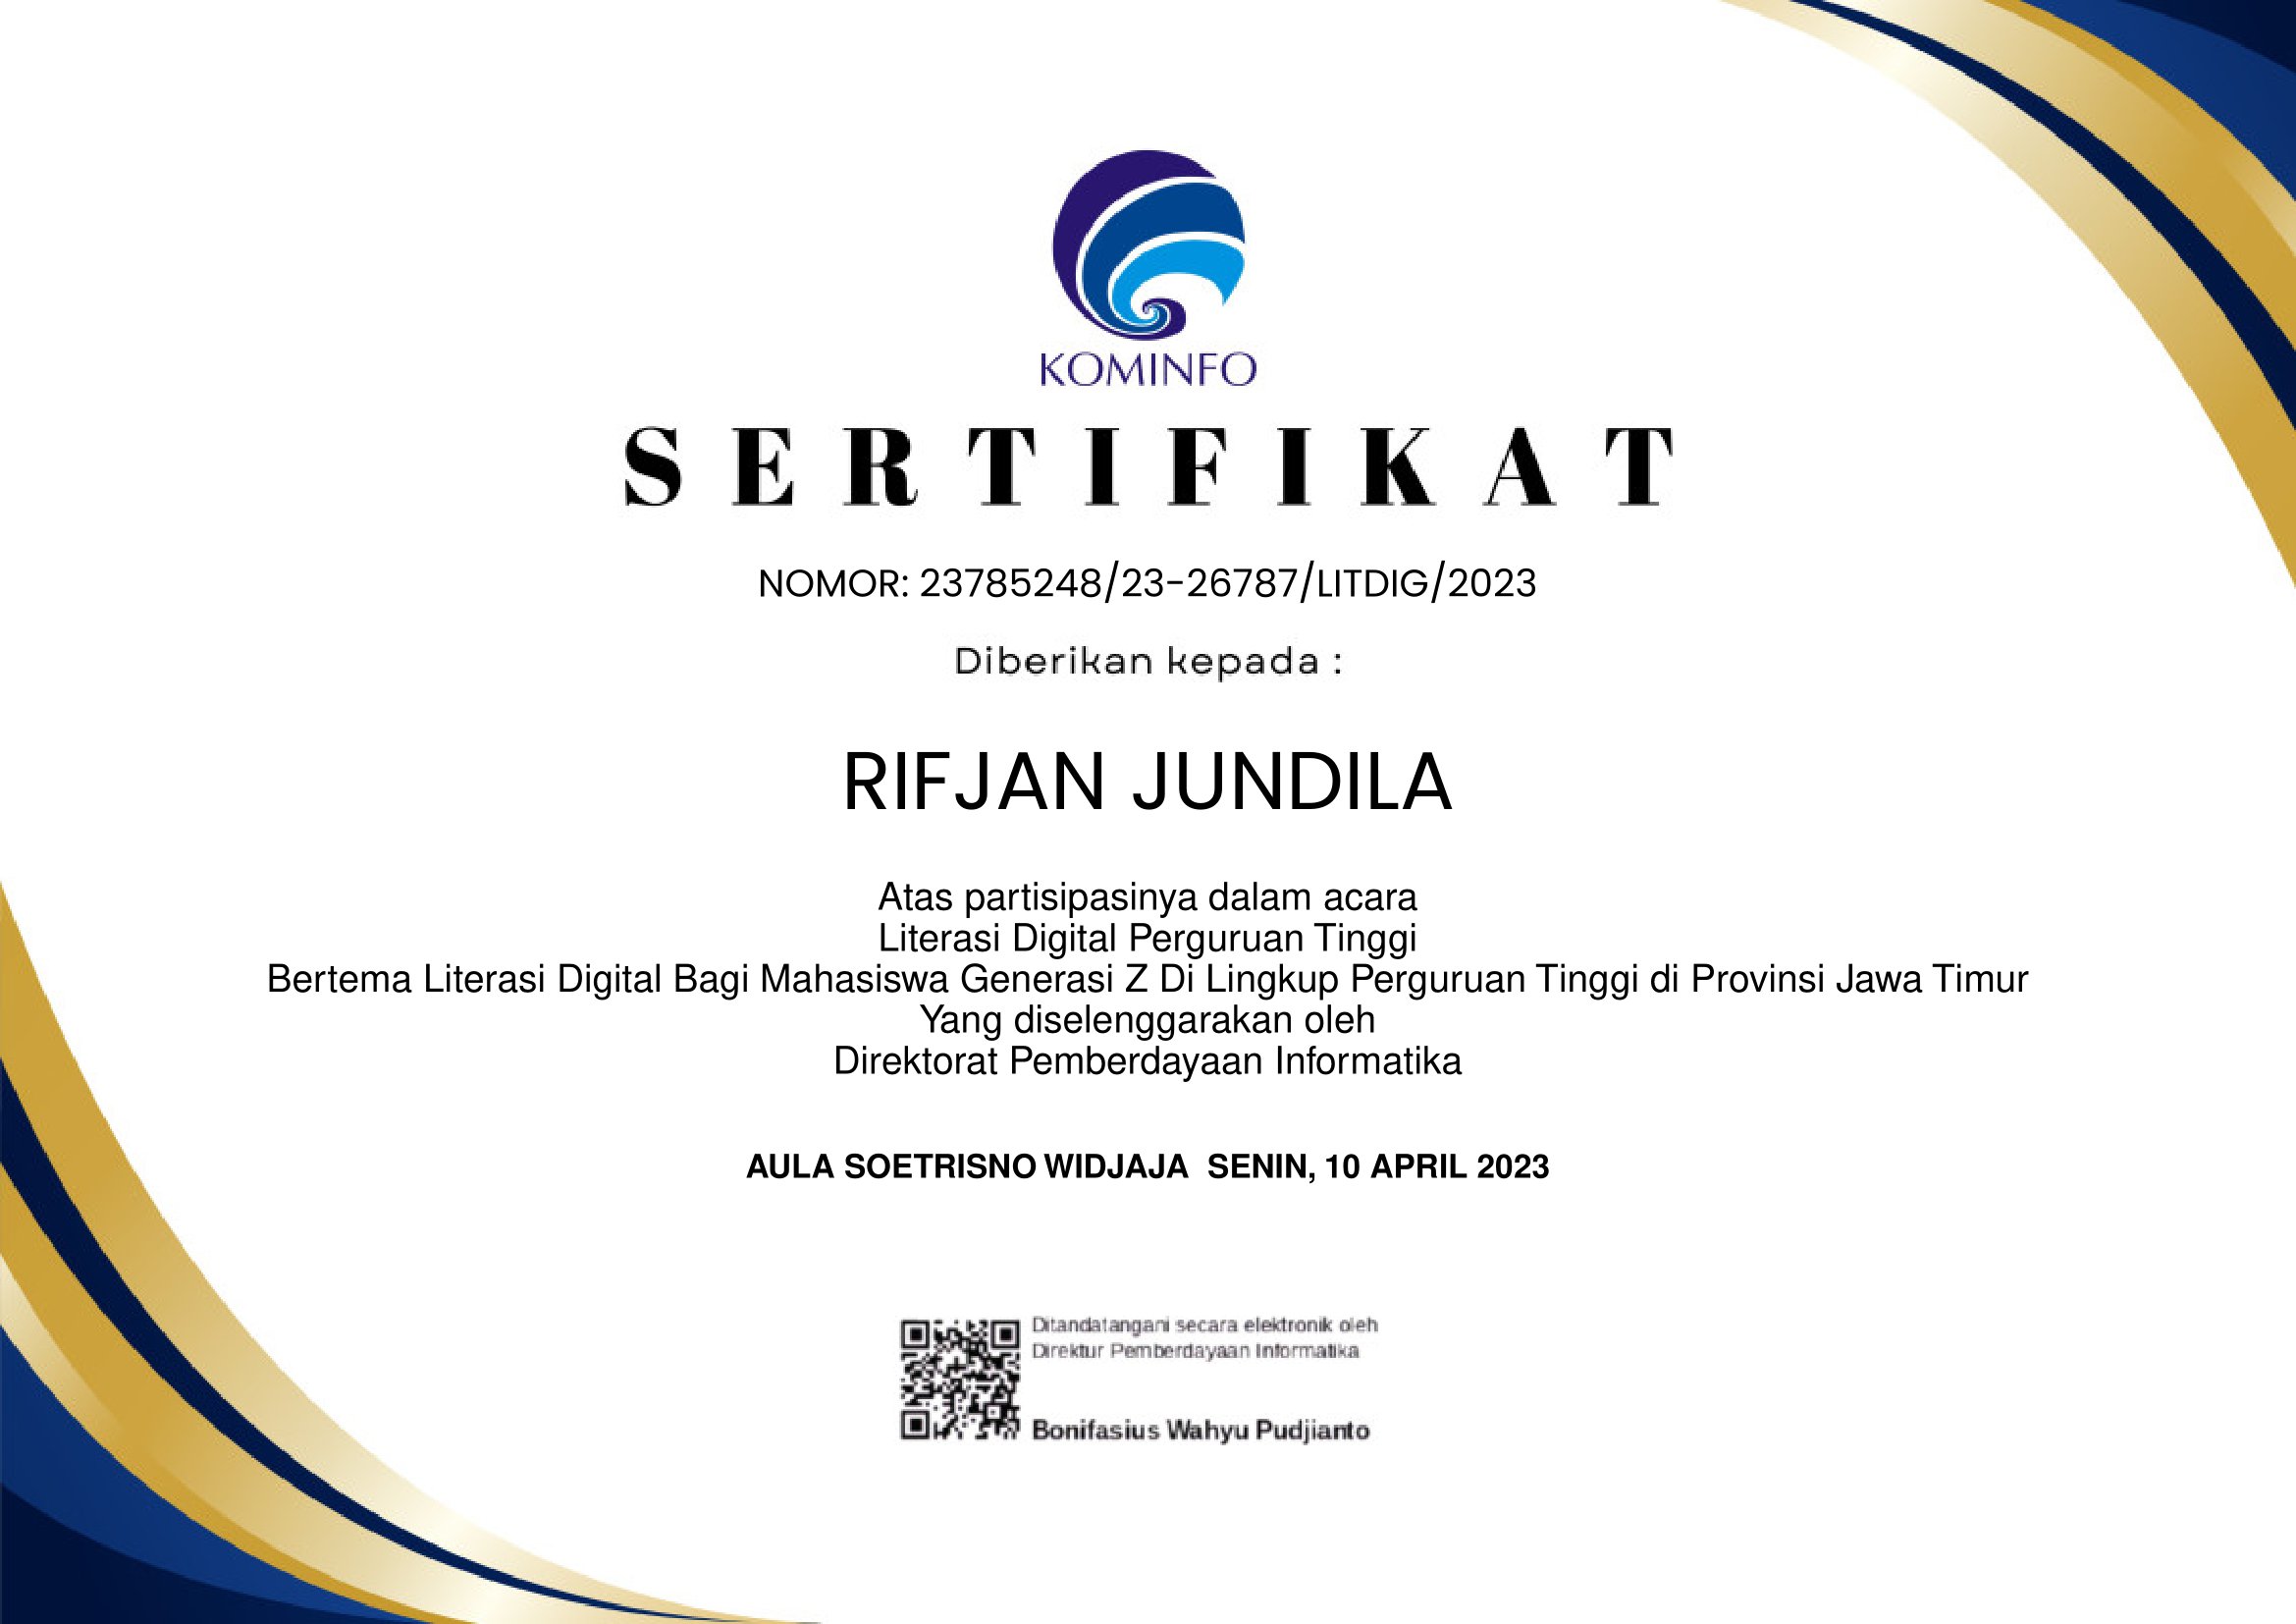 KOMINFO
SERTIFIKAT
NOMOR: 23785248/23-26787/LITDIG/2023
Diberikan kepada :
RIFJAN JUNDILA
Atas partisipasinya dalam acara
Literasi Digital Perguruan Tinggi
Bertema Literasi Digital Bagi Mahasiswa Generasi Z Di Lingkup Perguruan Tinggi di Provinsi Jawa Timur
Yang diselenggarakan oleh
Direktorat Pemberdayaan Informatika
AULA SOETRISNO WIDJAJA  SENIN, 10 APRIL 2023
Ditandatangani secara elektronik oleh
Direktur Pemberdayaan Informatika
Bonifasius Wahyu Pudjianto